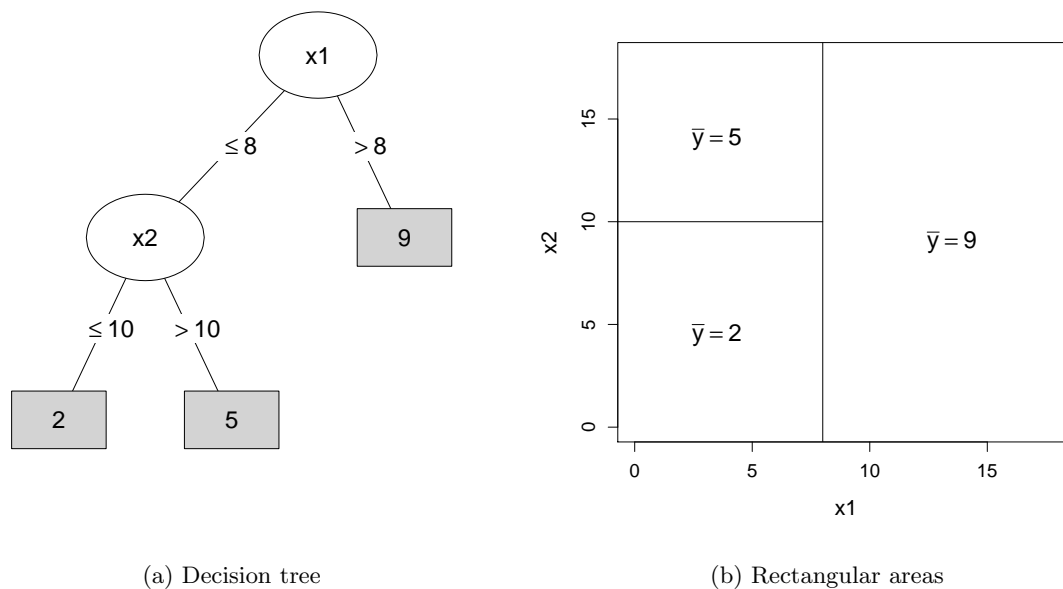 x1
≤ 8
> 8
x2
9
≤ 10
> 10
2
5
(a) Decision tree
x2
15
10
5
0
y̅ = 5
y̅ = 9
y̅ = 2
0 5 10 15
x1
(b) Rectangular areas